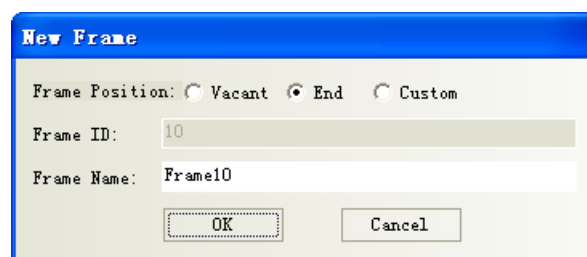 New Frame
Frame Position: Vacant End Custom
Frame ID: 10
Frame Name: Frame10
OK Cancel